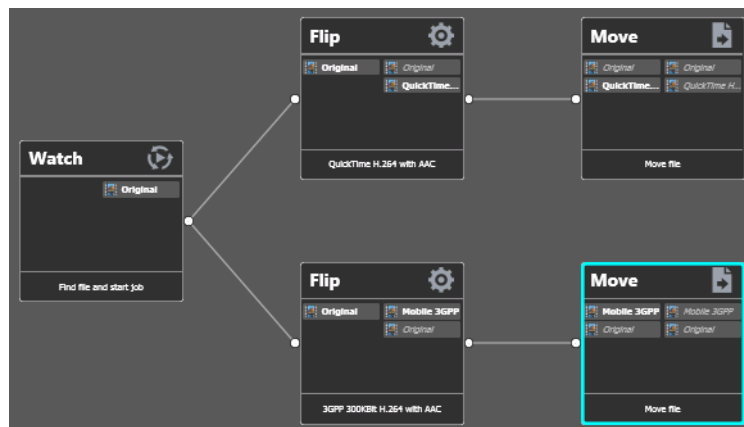 Flip
Original
Original
QuickTime...
QuickTime H.264 with AAC
Move
Original
Original
QuickTime...
QuickTime H...
Move file
Watch
Original
Find file and start job
Flip
Original
Mobile 3GPP
Original
3GPP 300KBit H.264 with AAC
Move
Mobile 3GPP
Mobile 3GPP
Original
Original
Move file